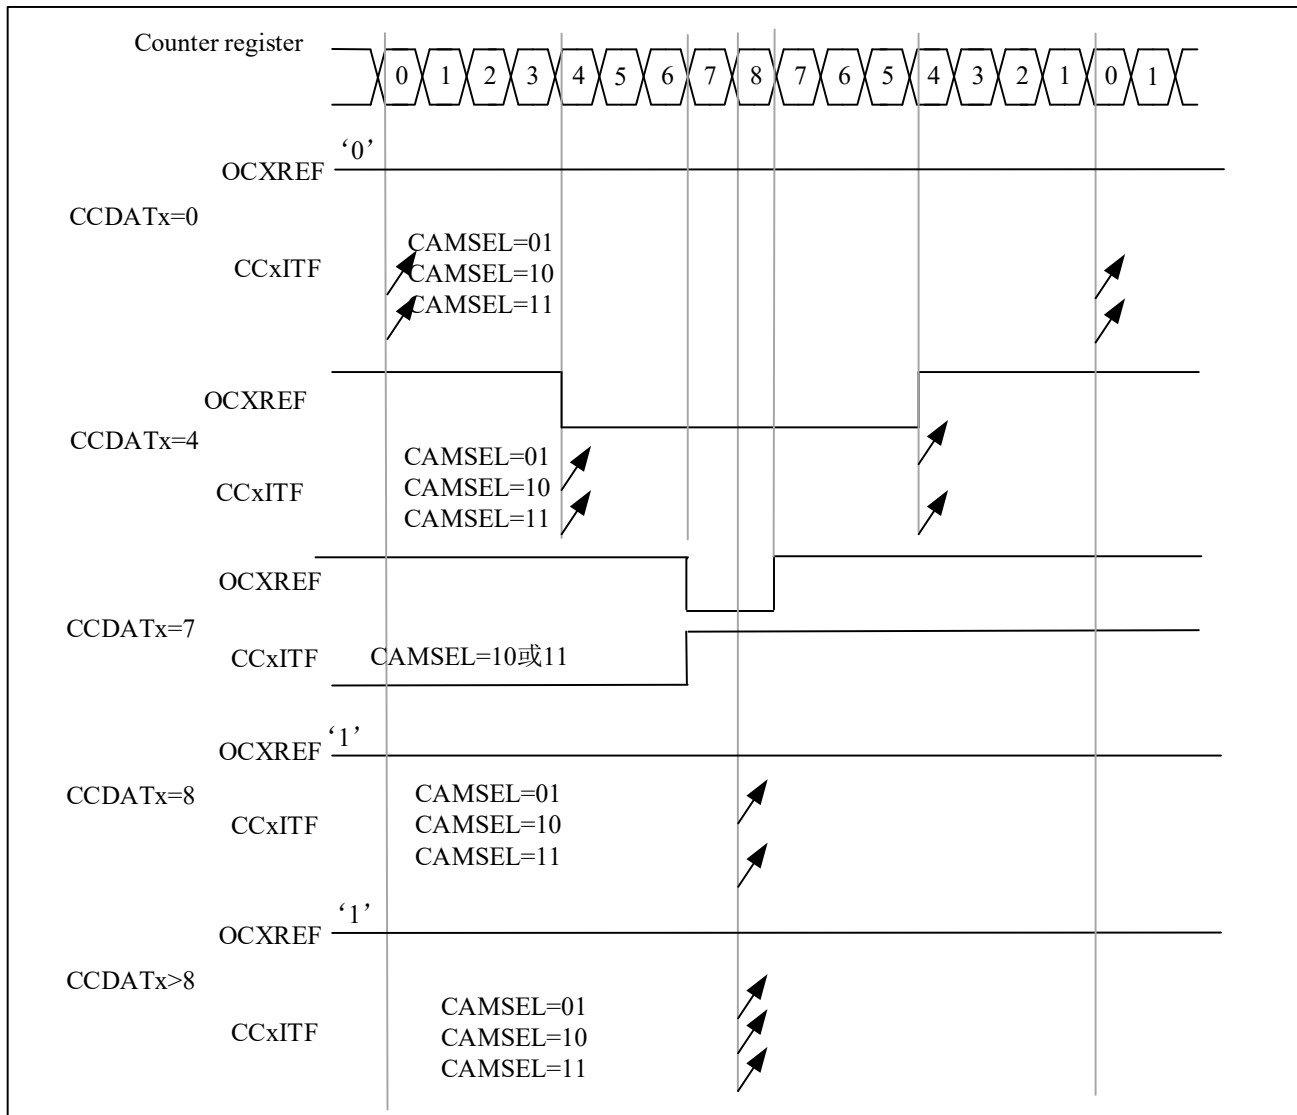 Counter register
0 1 2 3 4 5 6 7 8 7 6 5 4 3 2 1 0 1
‘0’
OCXREF
CCDATx=0
CAMSEL=01
CCxITF
CAMSEL=10
CAMSEL=11
OCXREF
CCDATx=4
CAMSEL=01
CCxITF
CAMSEL=10
CAMSEL=11
OCXREF
CCDATx=7
CCxITF
CAMSEL=10或11
‘1’
OCXREF
CCDATx=8
CAMSEL=01
CCxITF
CAMSEL=10
CAMSEL=11
‘1’
OCXREF
CCDATx>8
CAMSEL=01
CCxITF
CAMSEL=10
CAMSEL=11